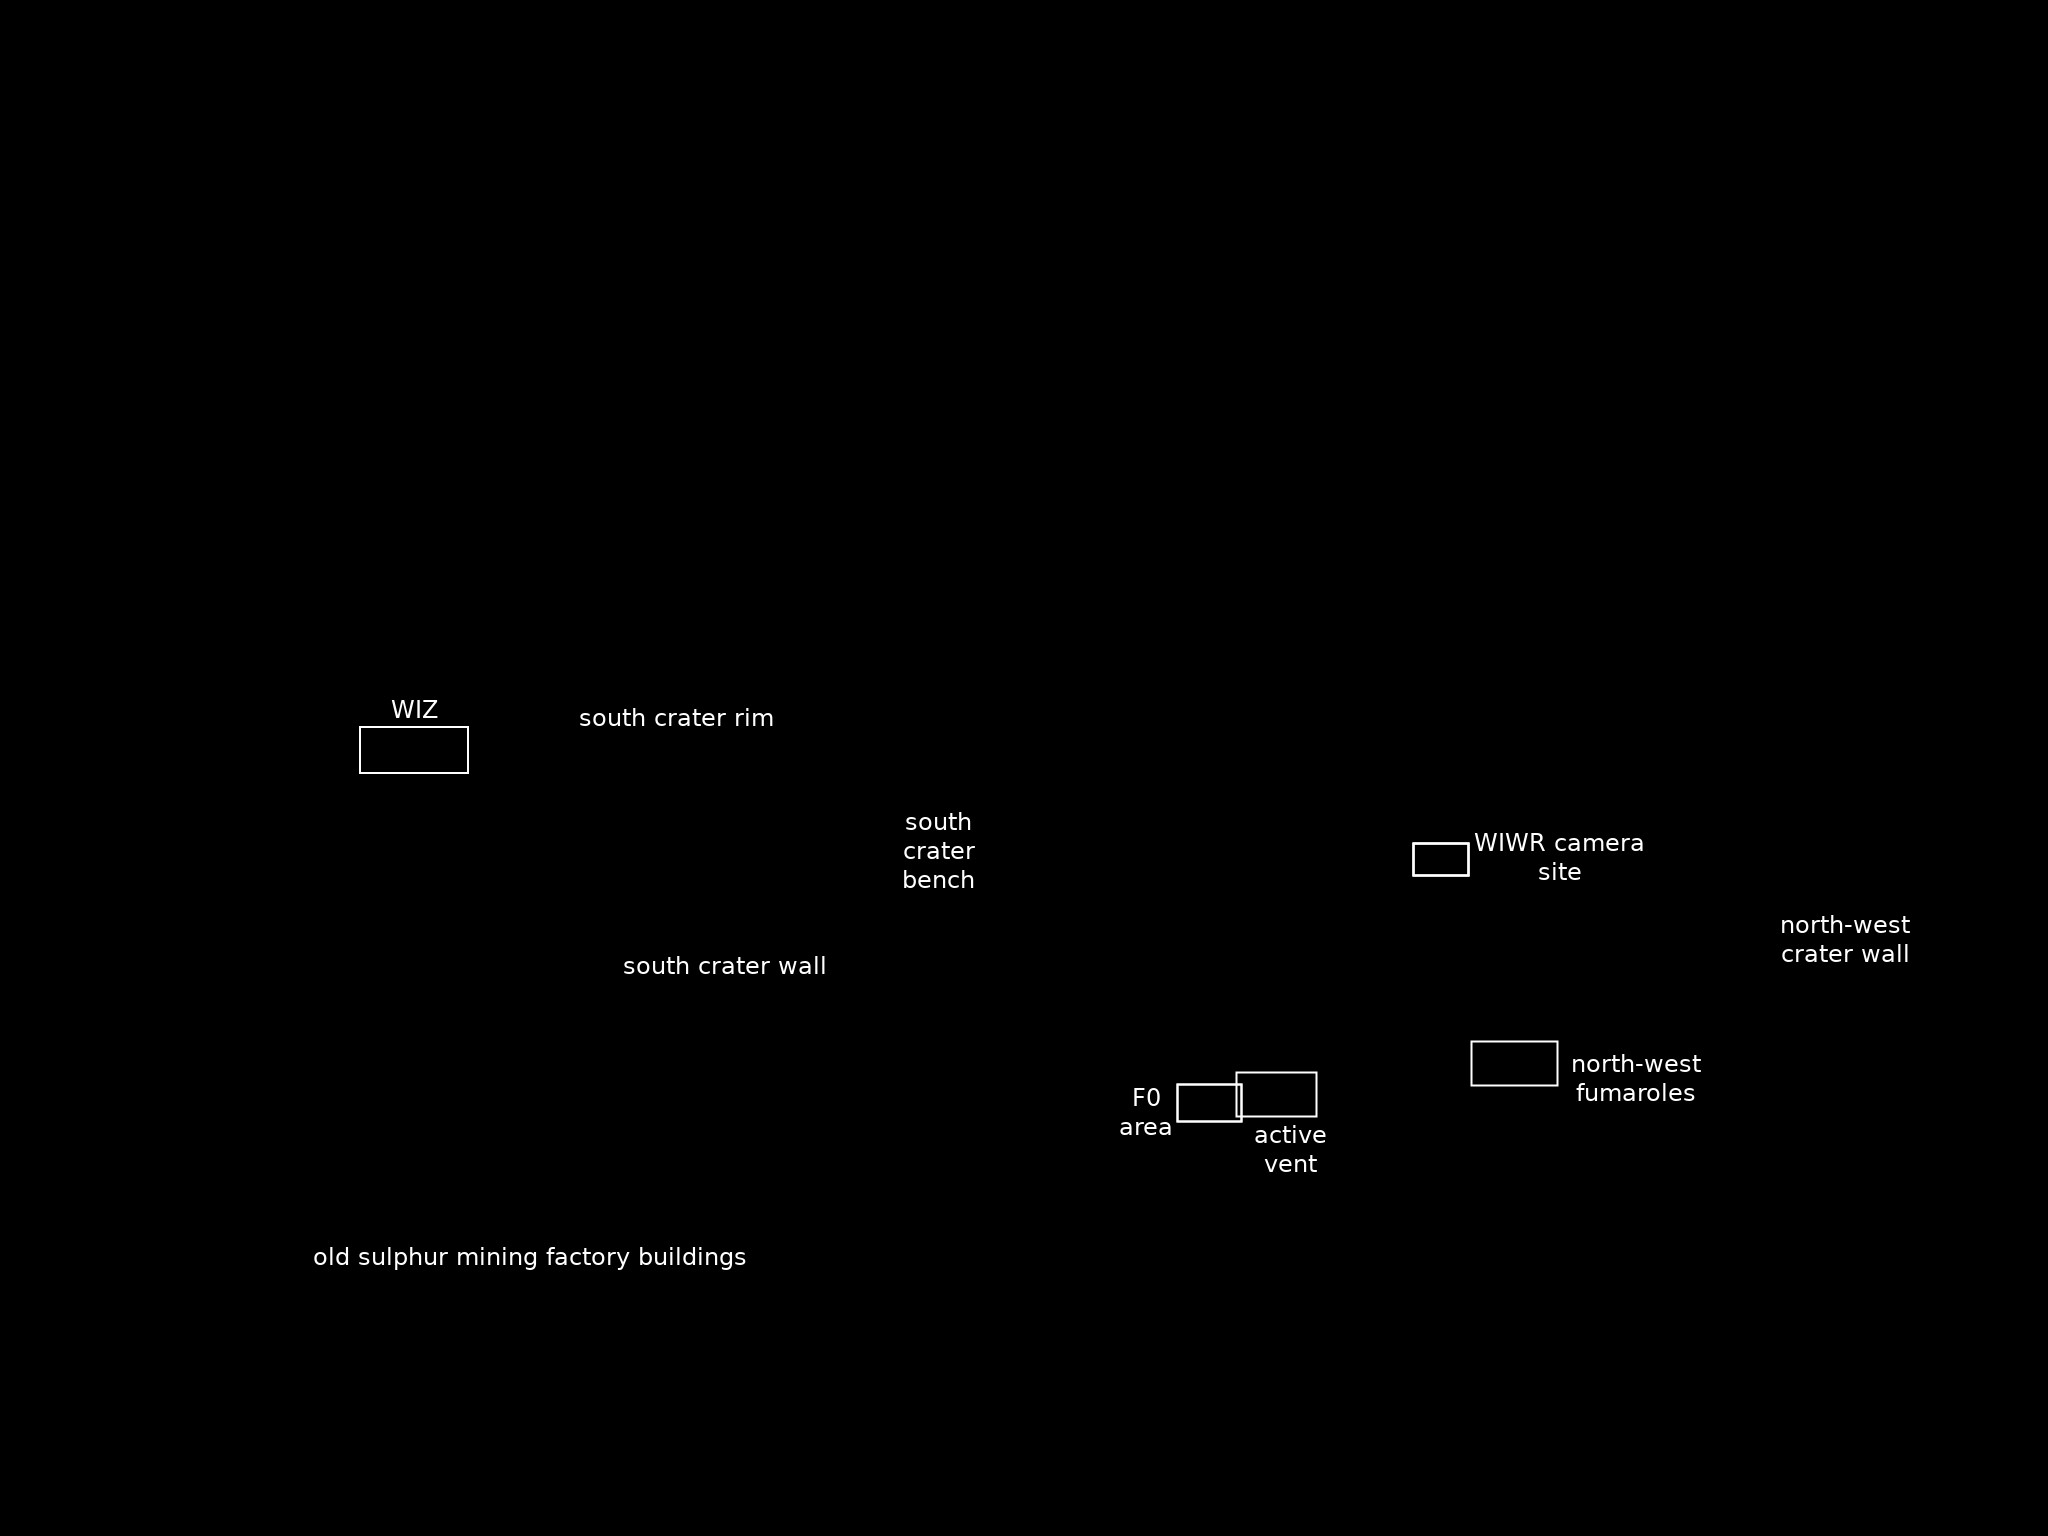 WIZ
south crater rim
south
crater
bench
WIWR camera
site
north-west
crater wall
south crater wall
north-west
fumaroles
F0
area
active
vent
old sulphur mining factory buildings